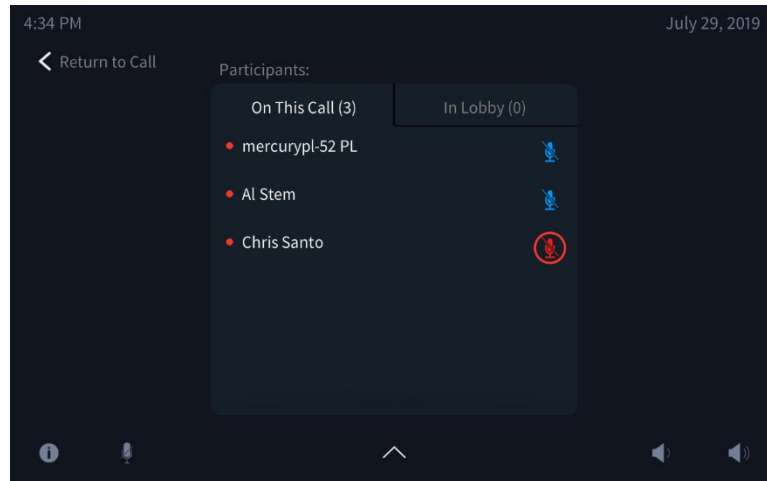 4:34 PM
July 29, 2019
Return to Call
Participants:
On This Call (3)
In Lobby (0)
mercurypl-52 PL
Al Stem
Chris Santo